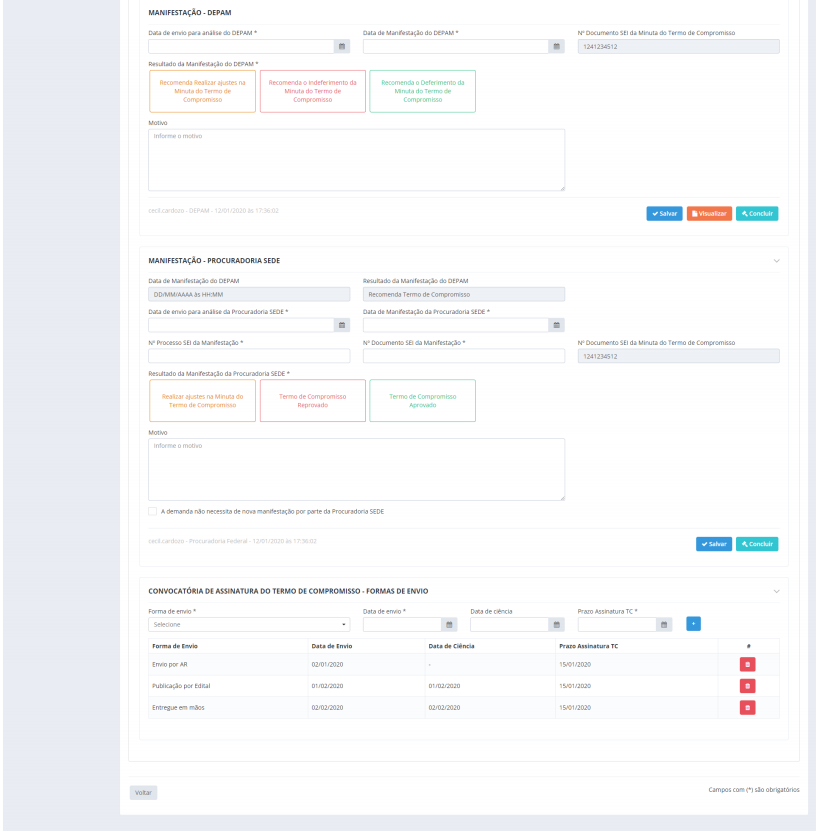 MANIFESTAÇÃO - DEPAM
Data de envio para análise do DEPAM *
Data de Manifestação do DEPAM *
Nº Documento SEI da Minuta do Termo de Compromisso
1241234512
Resultado da Manifestação do DEPAM *
Recomenda Realizar ajustes na
Minuta do Termo de
Compromisso
Recomenda o Indeferimento da
Minuta do Termo de
Compromisso
Recomenda o Deferimento da
Minuta do Termo de
Compromisso
Motivo
Informe o motivo
cecil.cardozo - DEPAM - 12/01/2020 às 17:36:02
Salvar
Visualizar
Concluir
MANIFESTAÇÃO - PROCURADORIA SEDE
Data de Manifestação do DEPAM
Resultado da Manifestação do DEPAM
DD/MM/AAAA às HH:MM
Recomenda Termo de Compromisso
Data de envio para análise da Procuradoria SEDE *
Data de Manifestação da Procuradoria SEDE *
Nº Processo SEI da Manifestação *
Nº Documento SEI da Manifestação *
Nº Documento SEI da Minuta do Termo de Compromisso
1241234512
Resultado da Manifestação da Procuradoria SEDE *
Realizar ajustes na Minuta do
Termo de Compromisso
Termo de Compromisso
Reprovado
Termo de Compromisso
Aprovado
Motivo
Informe o motivo
A demanda não necessita de nova manifestação por parte da Procuradoria SEDE
cecil.cardozo - Procuradoria Federal - 12/01/2020 às 17:36:02
Salvar
Concluir
CONVOCATÓRIA DE ASSINATURA DO TERMO DE COMPROMISSO - FORMAS DE ENVIO
Forma de envio *
Data de envio *
Data de ciência
Prazo Assinatura TC *
Selecione
+
Forma de Envio Data de Envio Data de Ciência Prazo Assinatura TC #
Envio por AR 02/01/2020 - 15/01/2020
Publicação por Edital 01/02/2020 01/02/2020 15/01/2020
Entregue em mãos 02/02/2020 02/02/2020 15/01/2020
Voltar
Campos com (*) são obrigatórios